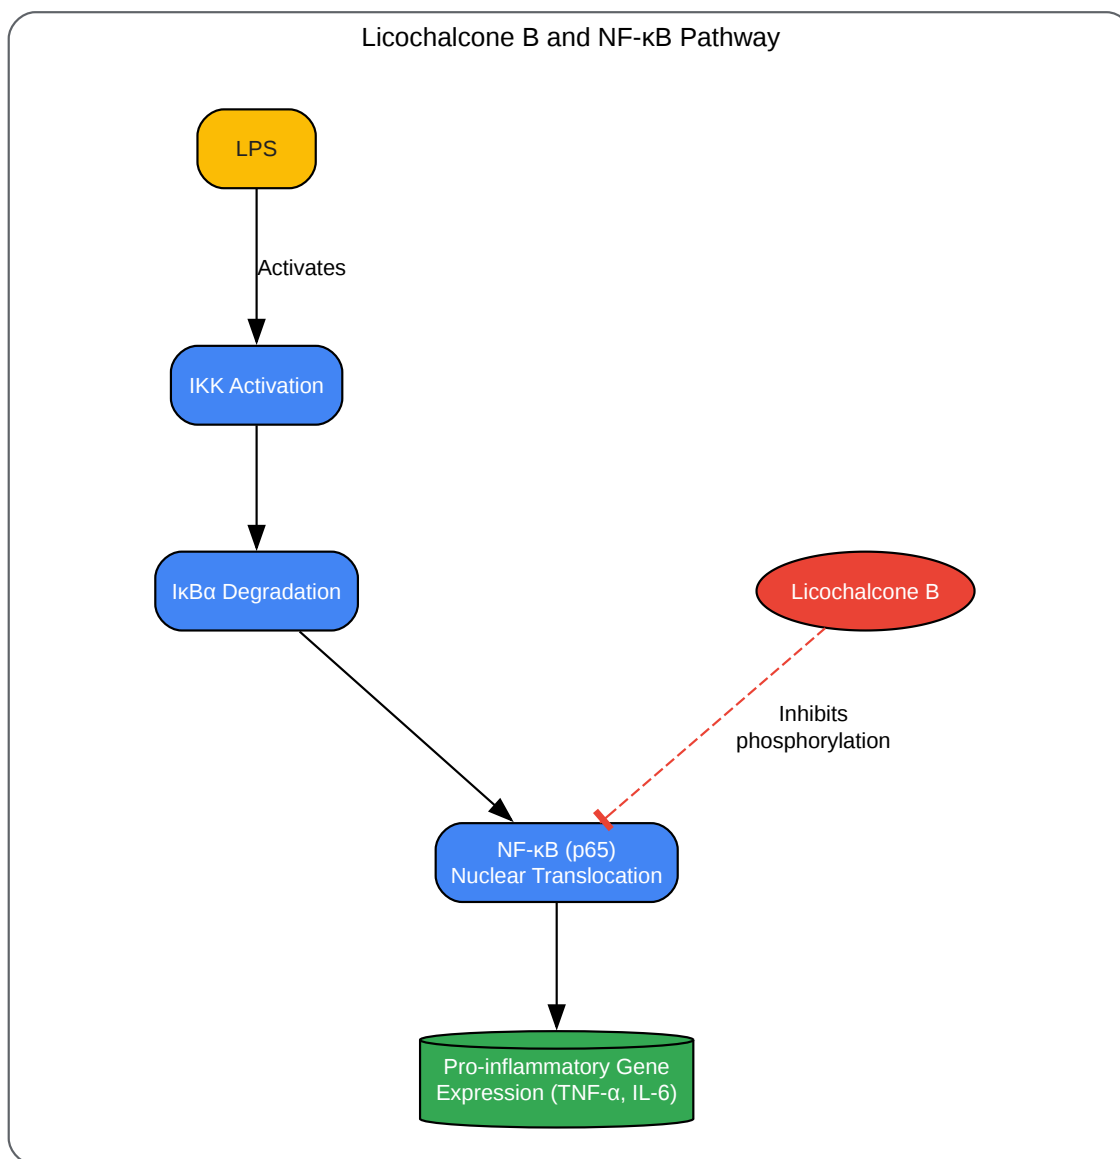 Licochalcone B and NF-κB Pathway
LPS
Activates
IKK Activation
IκBα Degradation
Licochalcone B
Inhibits
phosphorylation
NF-κB (p65)
Nuclear Translocation
Pro-inflammatory Gene
Expression (TNF-α, IL-6)